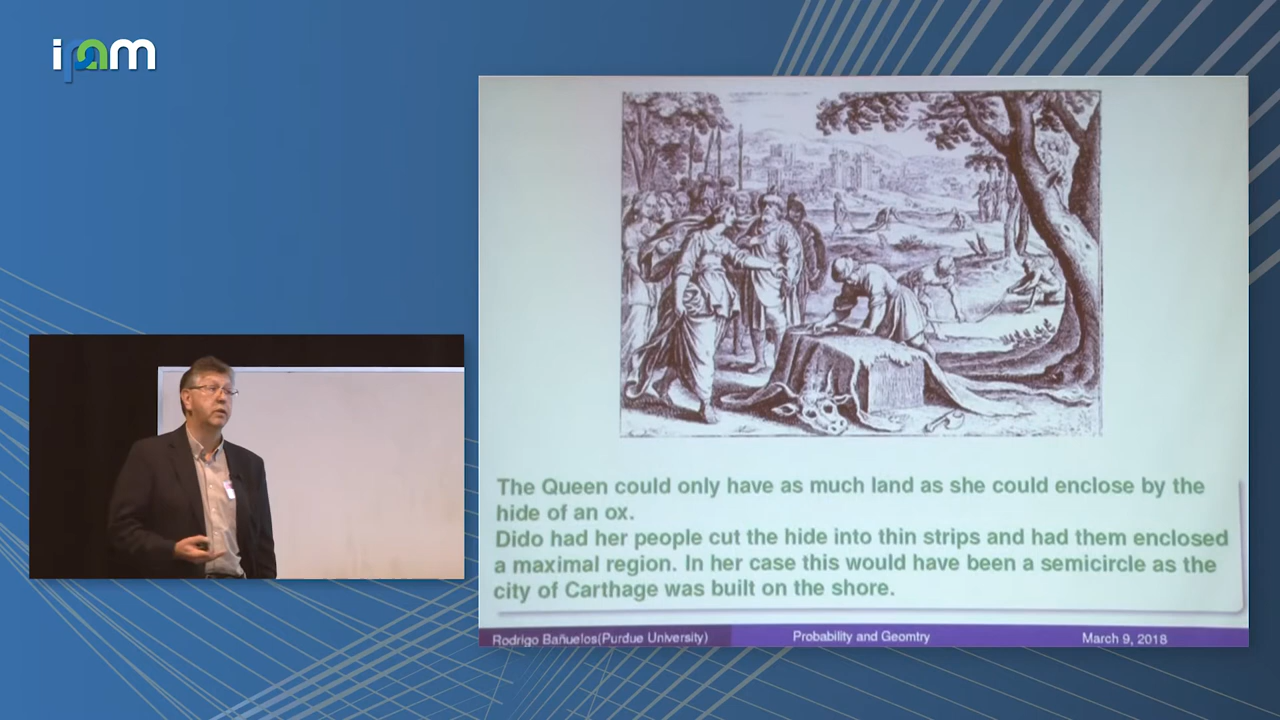 ipam
The Queen could only have as much land as she could enclose by the
hide of an ox.
Dido had her people cut the hide into thin strips and had them enclosed
a maximal region. In her case this would have been a semicircle as the
city of Carthage was built on the shore.
Rodrigo Bañuelos(Purdue University) Probability and Geomtry March 9, 2018